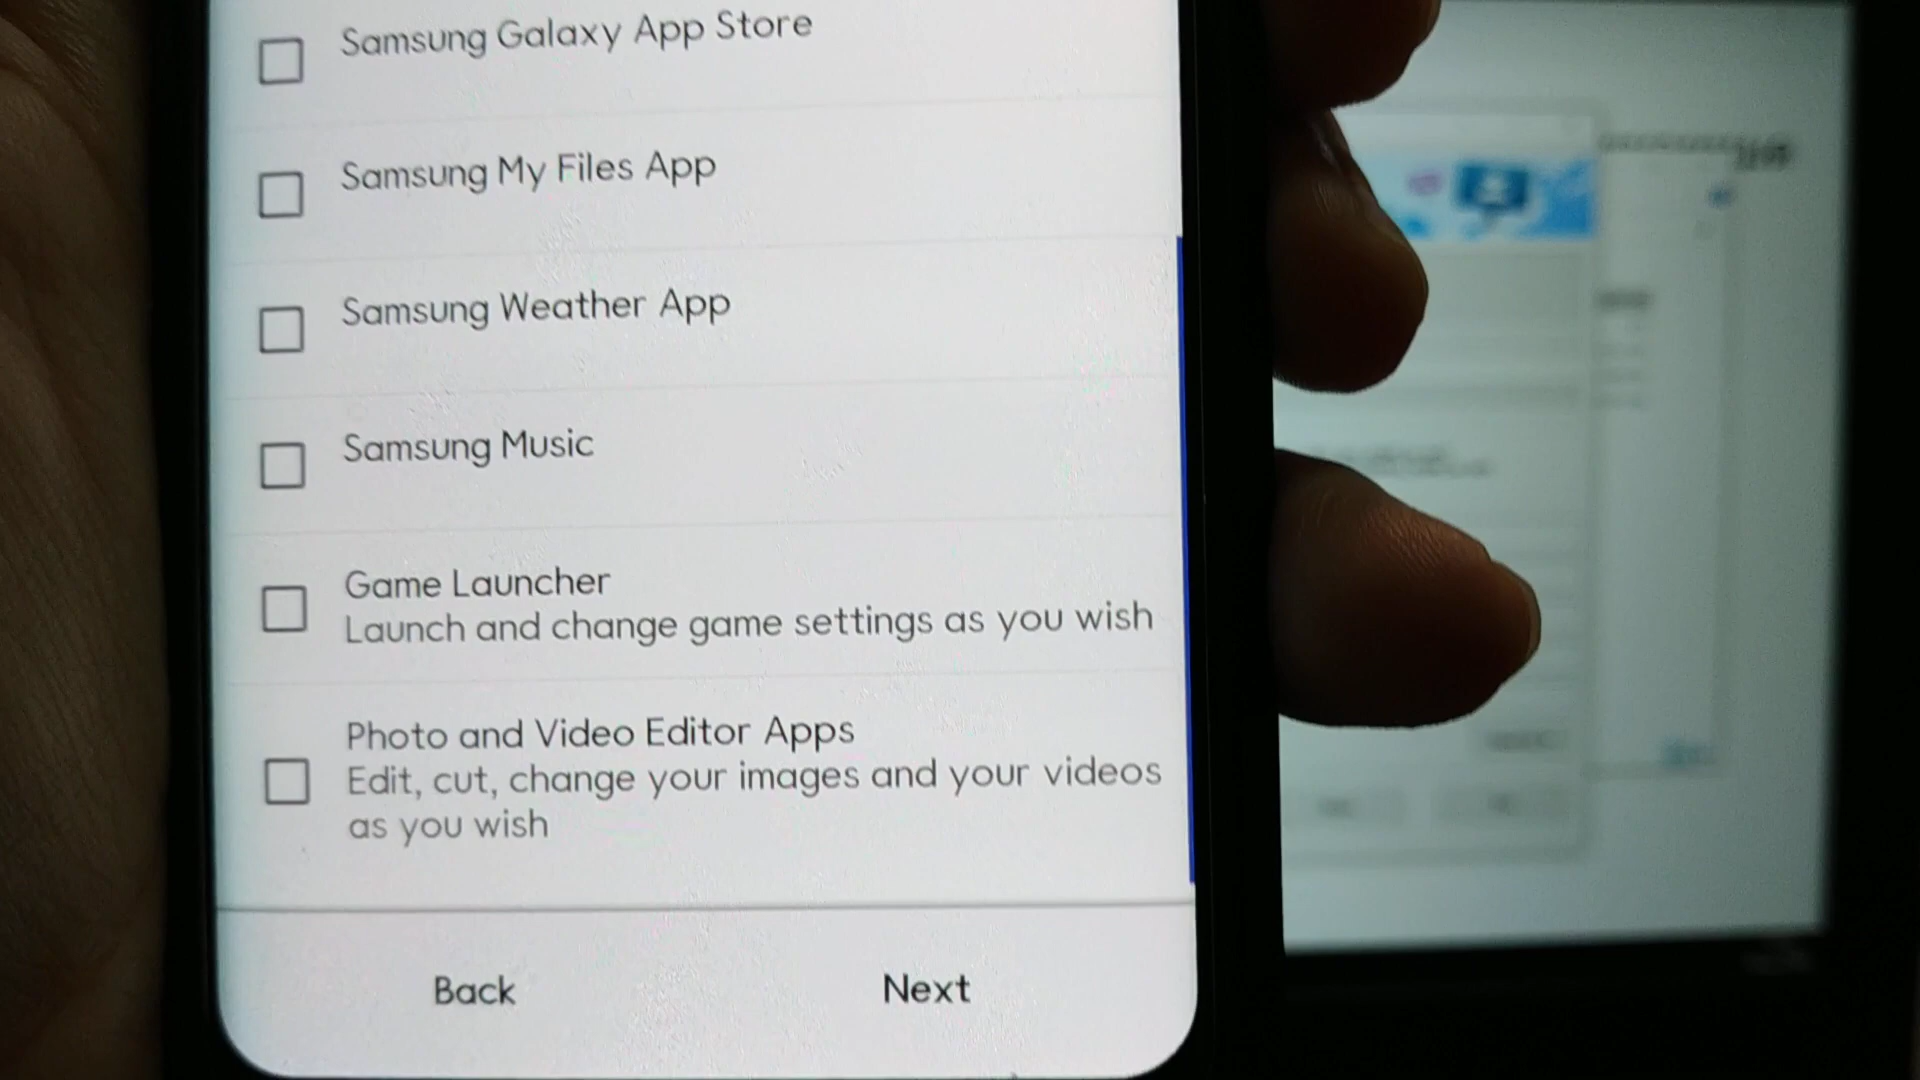 Samsung Galaxy App Store
Samsung My Files App
Samsung Weather App
Samsung Music
Game Launcher
Launch and change game settings as you wish
Photo and Video Editor Apps
Edit, cut, change your images and your videos
as you wish
Back
Next